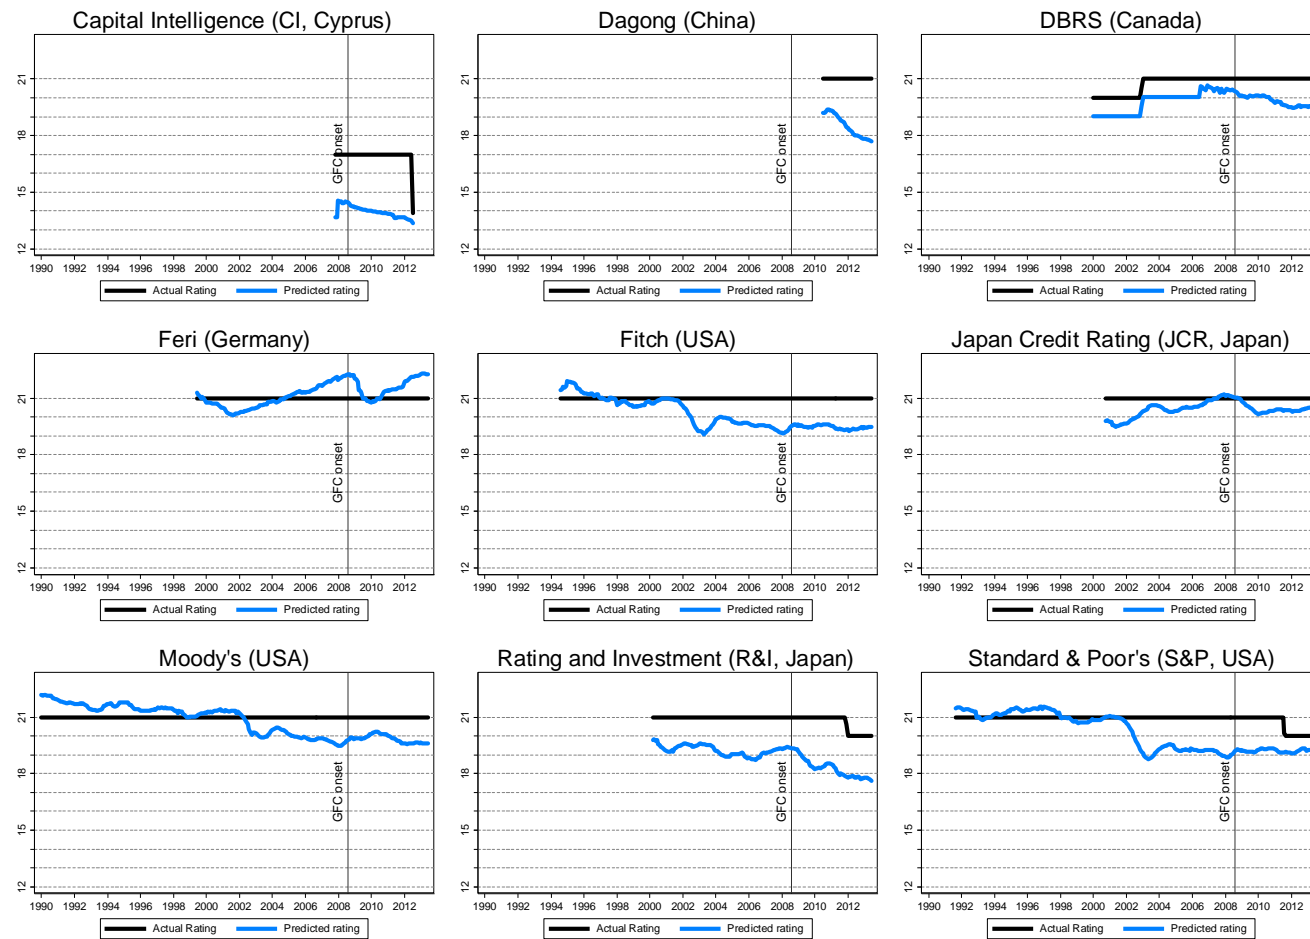 Capital Intelligence (CI, Cyprus)
21
18
15
12
GFC onset
1990 1992 1994 1996 1998 2000 2002 2004 2006 2008 2010 2012
Actual Rating Predicted rating
Dagong (China)
21
18
15
12
GFC onset
1990 1992 1994 1996 1998 2000 2002 2004 2006 2008 2010 2012
Actual Rating Predicted rating
DBRS (Canada)
21
18
15
12
GFC onset
1990 1992 1994 1996 1998 2000 2002 2004 2006 2008 2010 2012
Actual Rating Predicted rating
Feri (Germany)
21
18
15
12
GFC onset
1990 1992 1994 1996 1998 2000 2002 2004 2006 2008 2010 2012
Actual Rating Predicted rating
Fitch (USA)
21
18
15
12
GFC onset
1990 1992 1994 1996 1998 2000 2002 2004 2006 2008 2010 2012
Actual Rating Predicted rating
Japan Credit Rating (JCR, Japan)
21
18
15
12
GFC onset
1990 1992 1994 1996 1998 2000 2002 2004 2006 2008 2010 2012
Actual Rating Predicted rating
Moody's (USA)
21
18
15
12
GFC onset
1990 1992 1994 1996 1998 2000 2002 2004 2006 2008 2010 2012
Actual Rating Predicted rating
Rating and Investment (R&I, Japan)
21
18
15
12
GFC onset
1990 1992 1994 1996 1998 2000 2002 2004 2006 2008 2010 2012
Actual Rating Predicted rating
Standard & Poor's (S&P, USA)
21
18
15
12
GFC onset
1990 1992 1994 1996 1998 2000 2002 2004 2006 2008 2010 2012
Actual Rating Predicted rating